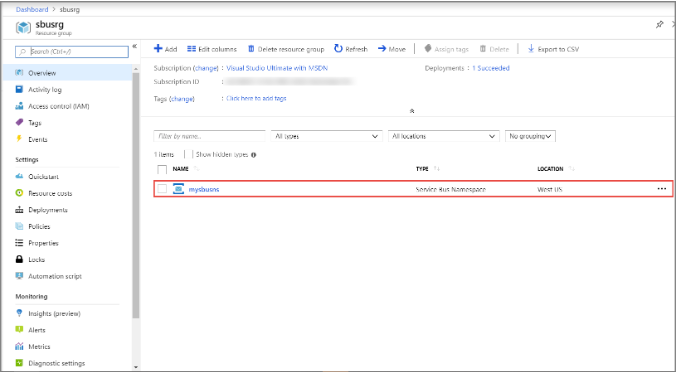 Dashboard > sbusrg
sbusrg
Resource group
Search (Ctrl+/)
Overview
Activity log
Access control (IAM)
Tags
Events
Settings
Quickstart
Resource costs
Deployments
Policies
Properties
Locks
Automation script
Monitoring
Insights (preview)
Alerts
Metrics
Diagnostic settings
Add Edit columns Delete resource group Refresh Move Assign tags Delete Export to CSV
Subscription (change) : Visual Studio Ultimate with MSDN Deployments : 1 Succeeded
Subscription ID :
Tags (change) : Click here to add tags
Filter by name... All types All locations No grouping
1 items Show hidden types
NAME TYPE LOCATION
mysbusns Service Bus Namespace West US